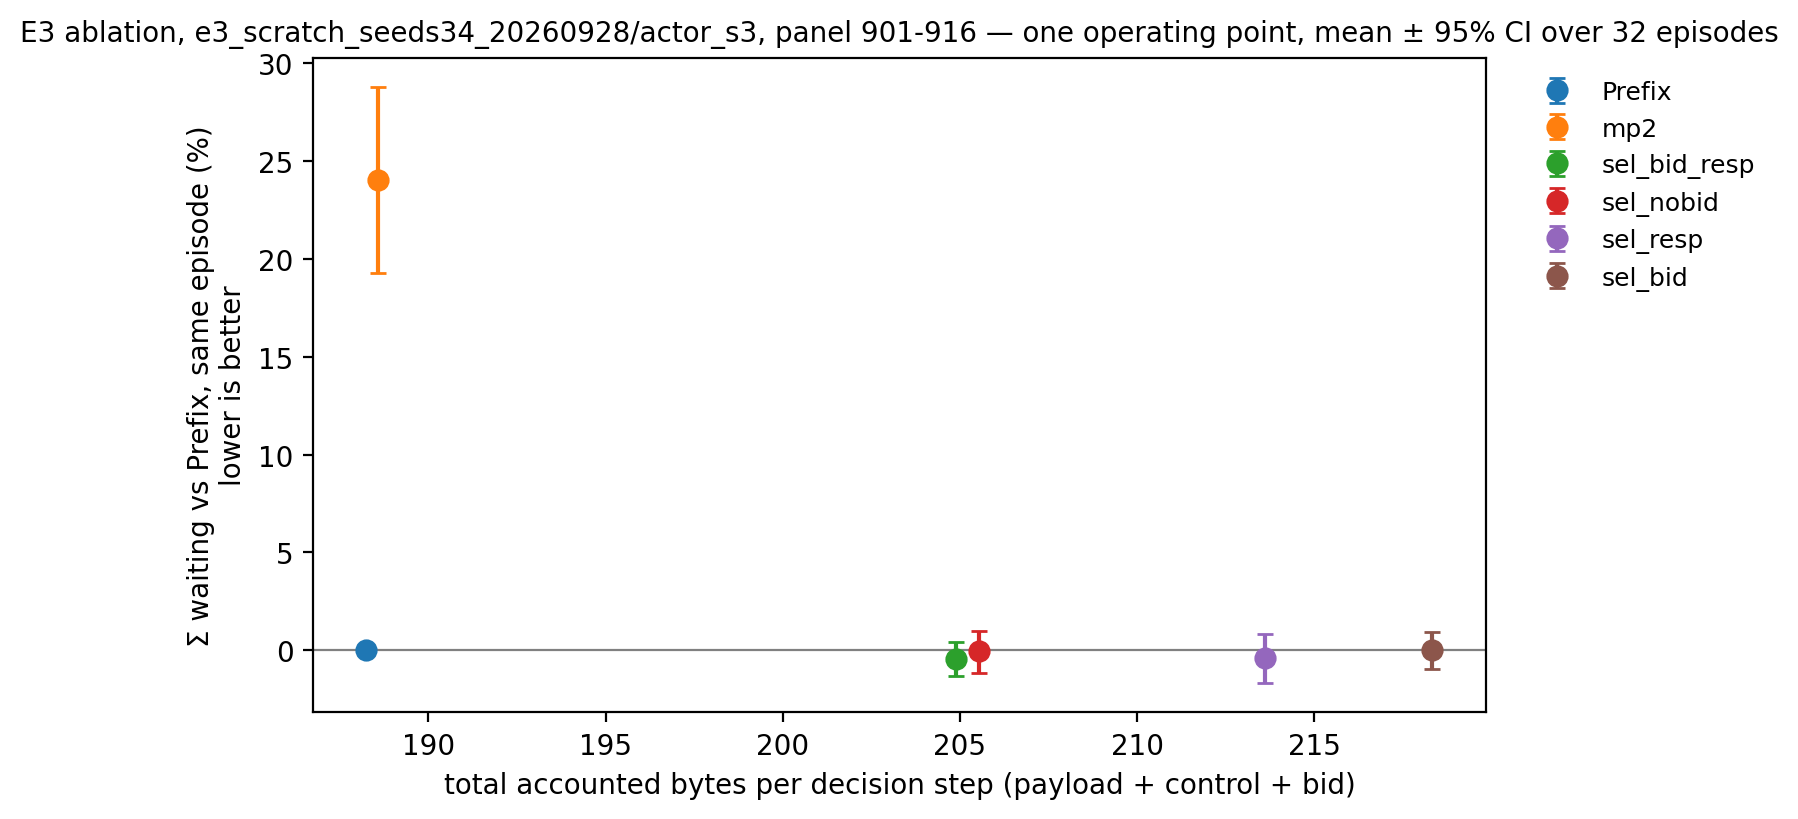 E3 ablation, e3_scratch_seeds34_20260928/actor_s3, panel 901-916 — one operating point, mean ± 95% CI over 32 episodes
Σ waiting vs Prefix, same episode (%)
lower is better
30
25
20
15
10
5
0
190
195
200
205
210
215
total accounted bytes per decision step (payload + control + bid)
Prefix
mp2
sel_bid_resp
sel_nobid
sel_resp
sel_bid